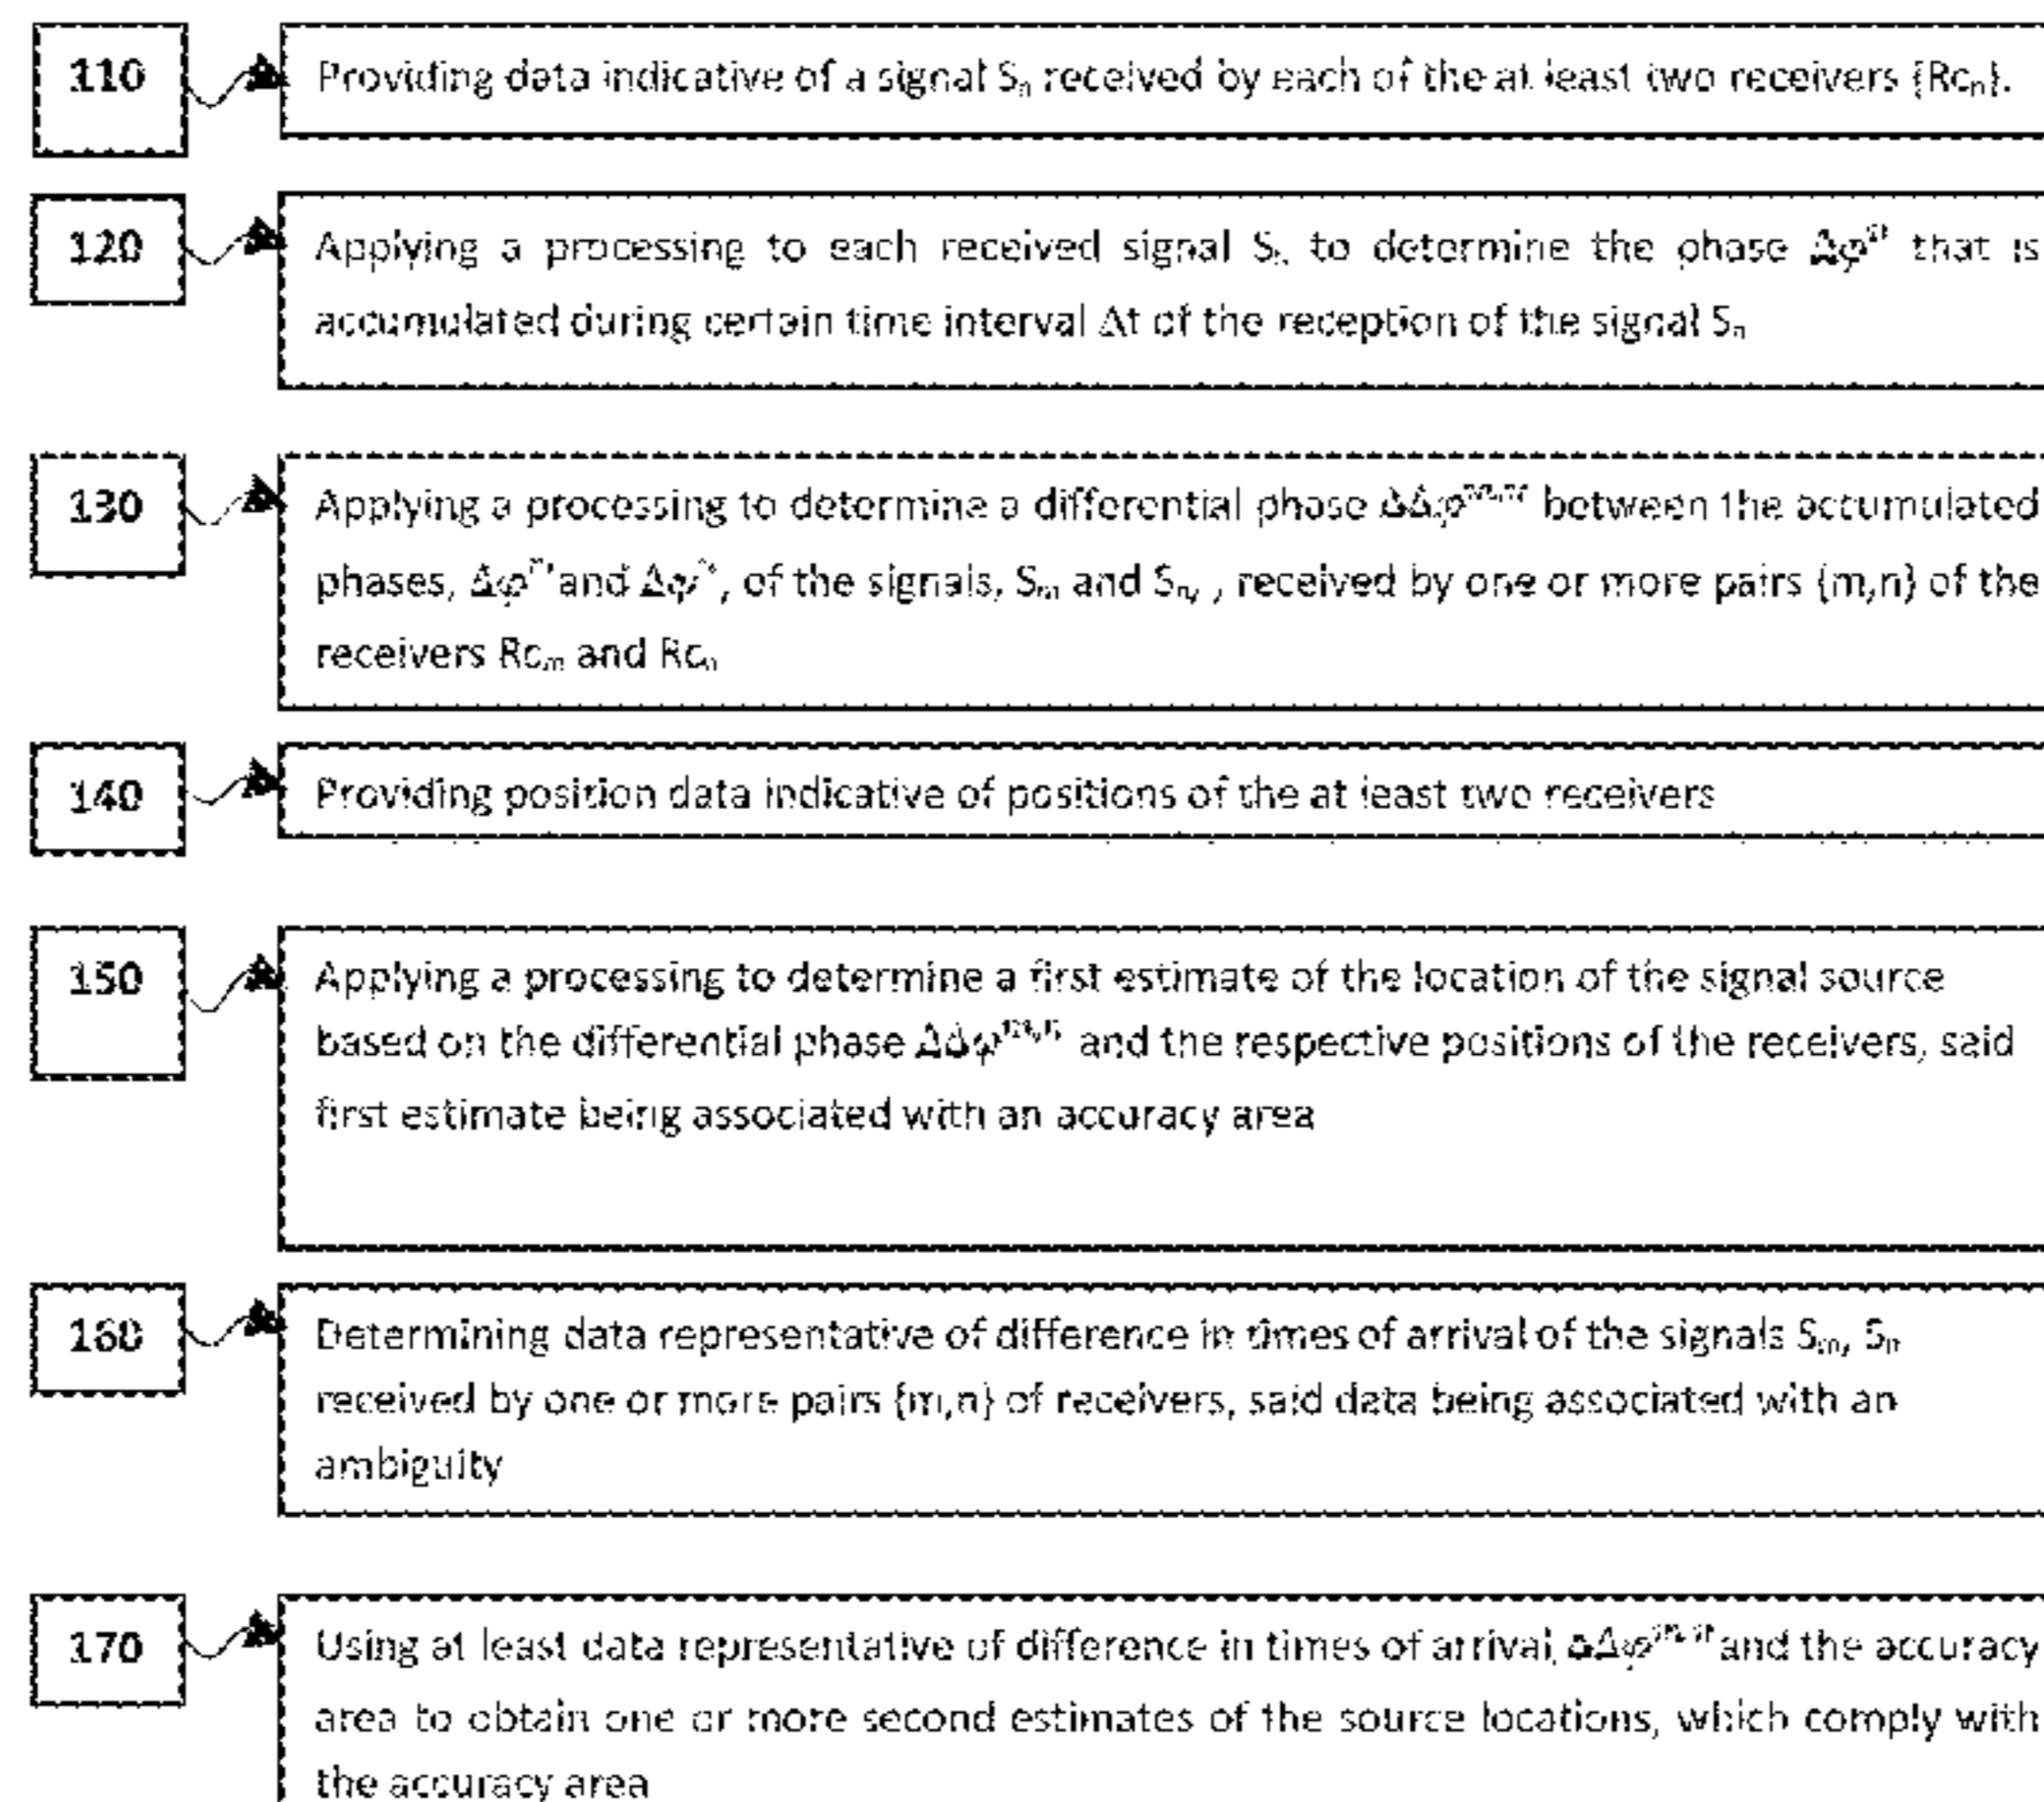 110 Providing data indicative of a signal Sₙ received by each of the at least two receivers {Rcₙ}.
120 Applying a processing to each received signal Sₙ to determine the phase Δφⁿ that is
accumulated during certain time interval Δt of the reception of the signal Sₙ
130 Applying a processing to determine a differential phase ΔΔφᵐ,ⁿ between the accumulated
phases, Δφᵐ and Δφⁿ, of the signals, Sₘ and Sₙ, , received by one or more pairs {m,n} of the
receivers Rcₘ and Rcₙ
140 Providing position data indicative of positions of the at least two receivers
150 Applying a processing to determine a first estimate of the location of the signal source
based on the differential phase ΔΔφᵐ,ⁿ and the respective positions of the receivers, said
first estimate being associated with an accuracy area
160 Determining data representative of difference in times of arrival of the signals Sₘ, Sₙ
received by one or more pairs {m,n} of receivers, said data being associated with an
ambiguity
170 Using at least data representative of difference in times of arrival, ΔΔφᵐ,ⁿ and the accuracy
area to obtain one or more second estimates of the source locations, which comply with
the accuracy area